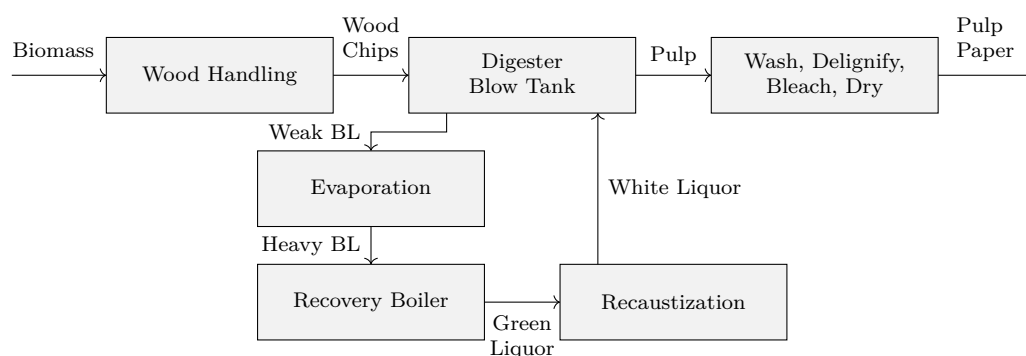 Biomass
Wood Handling
Wood
Chips
Digester
Blow Tank
Pulp
Wash, Delignify,
Bleach, Dry
Pulp
Paper
Weak BL
Evaporation
White Liquor
Heavy BL
Recovery Boiler
Green
Liquor
Recaustization